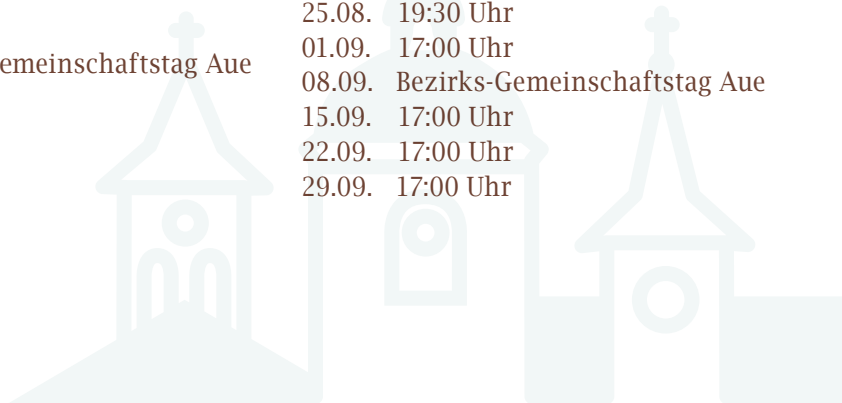 25.08. 19:30 Uhr
01.09. 17:00 Uhr
emeinschaftstag Aue
08.09. Bezirks-Gemeinschaftstag Aue
15.09. 17:00 Uhr
22.09. 17:00 Uhr
29.09. 17:00 Uhr